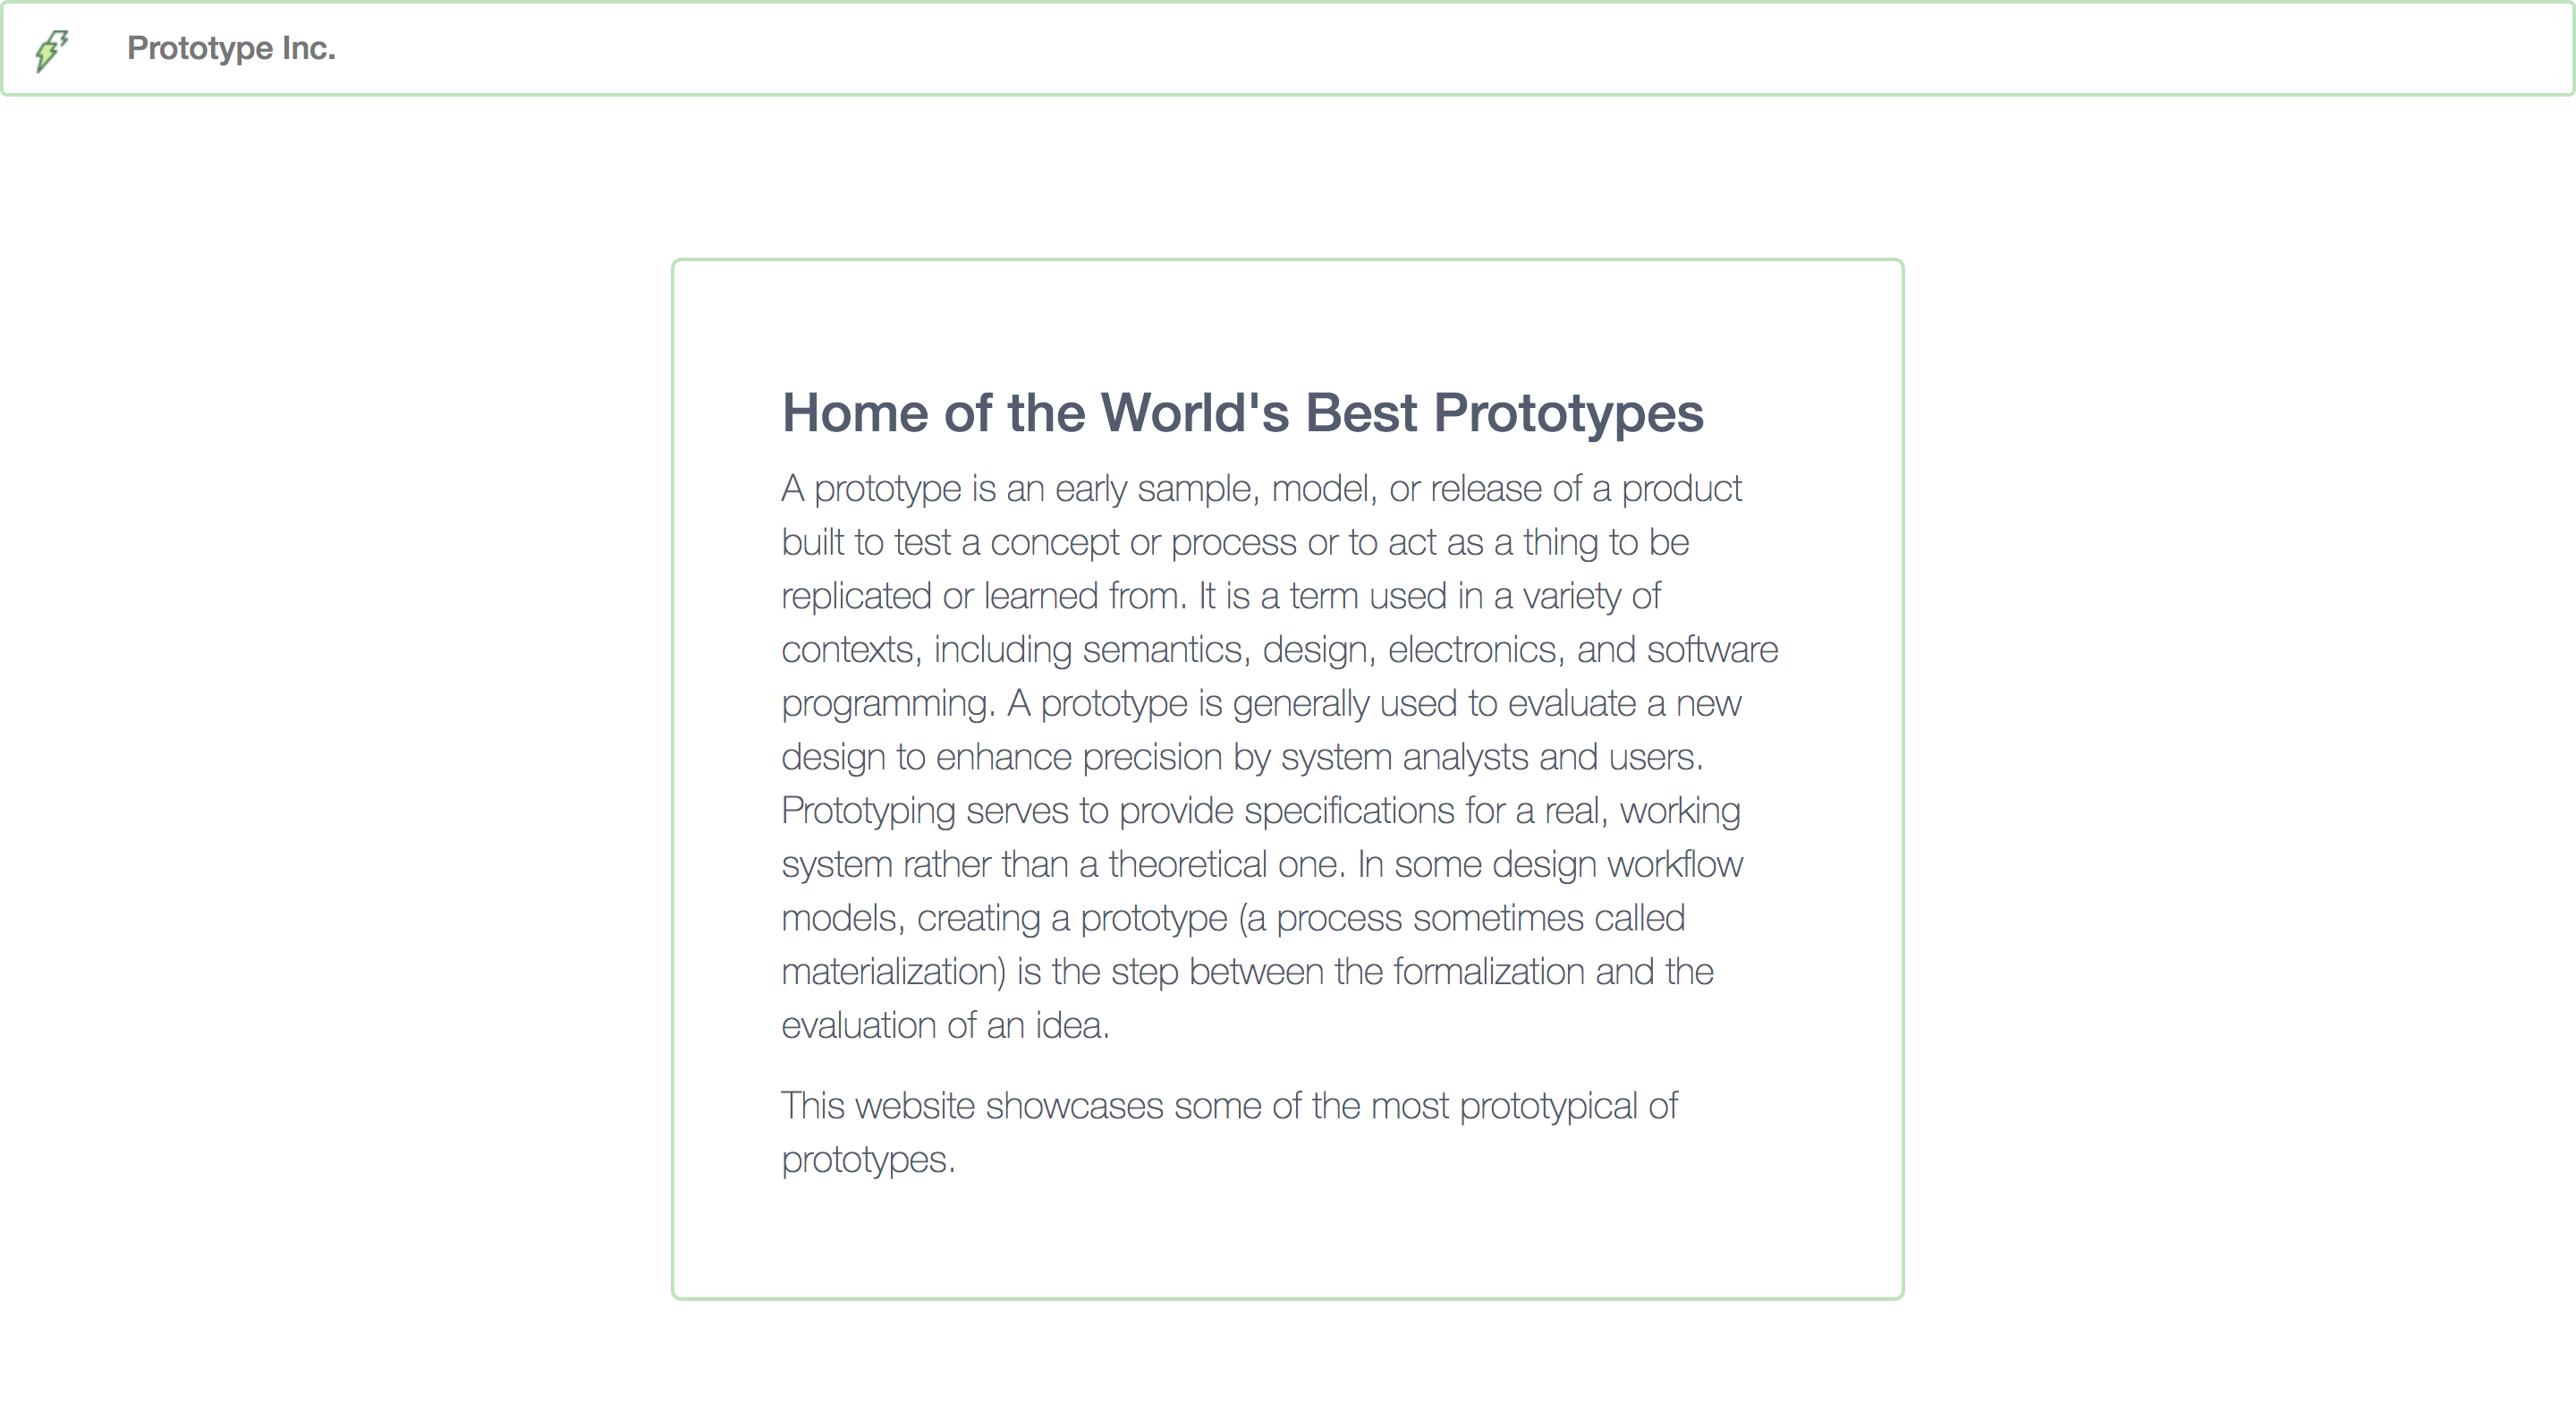 Prototype Inc.
Home of the World's Best Prototypes
A prototype is an early sample, model, or release of a product
built to test a concept or process or to act as a thing to be
replicated or learned from. It is a term used in a variety of
contexts, including semantics, design, electronics, and software
programming. A prototype is generally used to evaluate a new
design to enhance precision by system analysts and users.
Prototyping serves to provide specifications for a real, working
system rather than a theoretical one. In some design workflow
models, creating a prototype (a process sometimes called
materialization) is the step between the formalization and the
evaluation of an idea.
This website showcases some of the most prototypical of
prototypes.